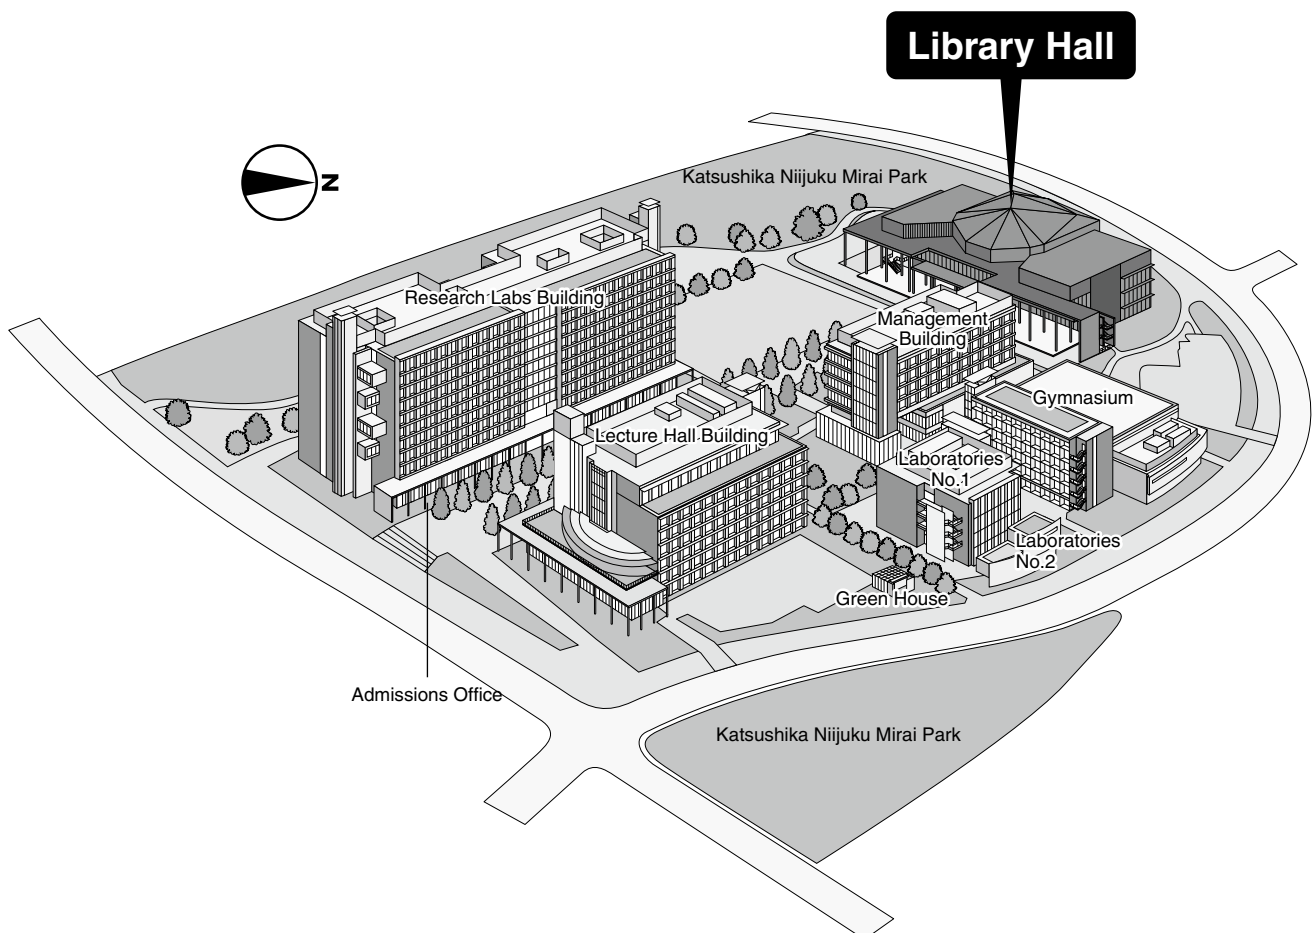 Library Hall
Katsushika Niijuku Mirai Park
N
Research Labs Building
Management
Building
Gymnasium
Lecture Hall Building
Laboratories
No.1
Laboratories
No.2
Green House
Admissions Office
Katsushika Niijuku Mirai Park